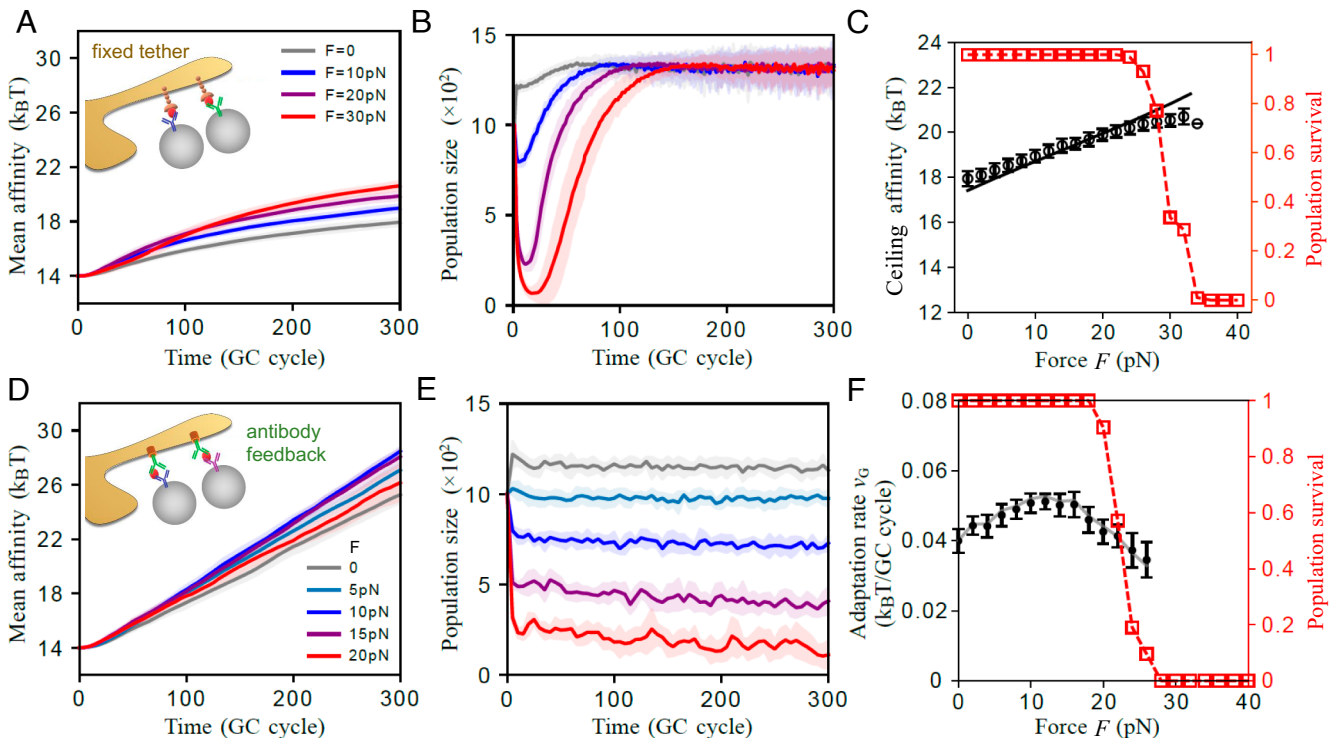 A
Mean affinity (kBT)
30
26
22
18
14
fixed tether
F=0
F=10pN
F=20pN
F=30pN
0
100
200
300
Time (GC cycle)
B
Population size (×10²)
15
10
5
0
0
100
200
300
Time (GC cycle)
C
Ceiling affinity (kBT)
24
22
20
18
16
14
12
0
10
20
30
40
Force F (pN)
1
0.8
0.6
0.4
0.2
0
Population survival
D
Mean affinity (kBT)
30
26
22
18
14
antibody
feedback
F
0
5pN
10pN
15pN
20pN
0
100
200
300
Time (GC cycle)
E
Population size (×10²)
15
10
5
0
0
100
200
300
Time (GC cycle)
F
Adaptation rate vG
(kBT/GC cycle)
0.08
0.06
0.04
0.02
0
0
10
20
30
40
Force F (pN)
1
0.8
0.6
0.4
0.2
0
Population survival